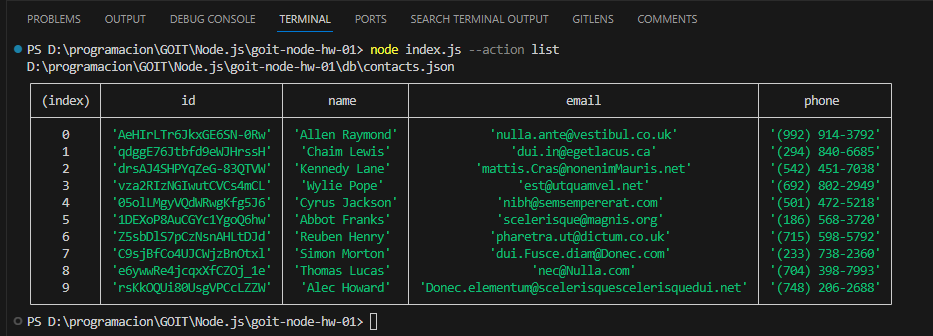 PROBLEMS OUTPUT DEBUG CONSOLE TERMINAL PORTS SEARCH TERMINAL OUTPUT GITLENS COMMENTS
PS D:\programacion\GOIT\Node.js\goit-node-hw-01> node index.js --action list
D:\programacion\GOIT\Node.js\goit-node-hw-01\db\contacts.json
(index) id name email phone
0 'AeHIrLTr6JkxGE6SN-0Rw' 'Allen Raymond' 'nulla.ante@vestibul.co.uk' '(992) 914-3792'
1 'qdggE76Jtbfd9eWJHrssH' 'Chaim Lewis' 'dui.in@egetlacus.ca' '(294) 840-6685'
2 'drsAJ4SHPYqZeG-83QTVW' 'Kennedy Lane' 'mattis.Cras@nonenimMauris.net' '(542) 451-7038'
3 'vza2RIzNGIwutCVCs4mCL' 'Wylie Pope' 'est@utquamvel.net' '(692) 802-2949'
4 '05olLMgyVQdWRwgKfg5J6' 'Cyrus Jackson' 'nibh@semsempererat.com' '(501) 472-5218'
5 '1DEXoP8AuCGYc1YgoQ6hw' 'Abbot Franks' 'scelerisque@magnis.org' '(186) 568-3720'
6 'Z5sbDlS7pCzNsnAHLtDJd' 'Reuben Henry' 'pharetra.ut@dictum.co.uk' '(715) 598-5792'
7 'C9sjBfCo4UJCWjzBnOtxl' 'Simon Morton' 'dui.Fusce.diam@Donec.com' '(233) 738-2360'
8 'e6ywwRe4jcqxXfCZOj_1e' 'Thomas Lucas' 'nec@Nulla.com' '(704) 398-7993'
9 'rsKkOQUi80UsgVPCcLZZW' 'Alec Howard' 'Donec.elementum@scelerisquescelerisquedui.net' '(748) 206-2688'
PS D:\programacion\GOIT\Node.js\goit-node-hw-01>